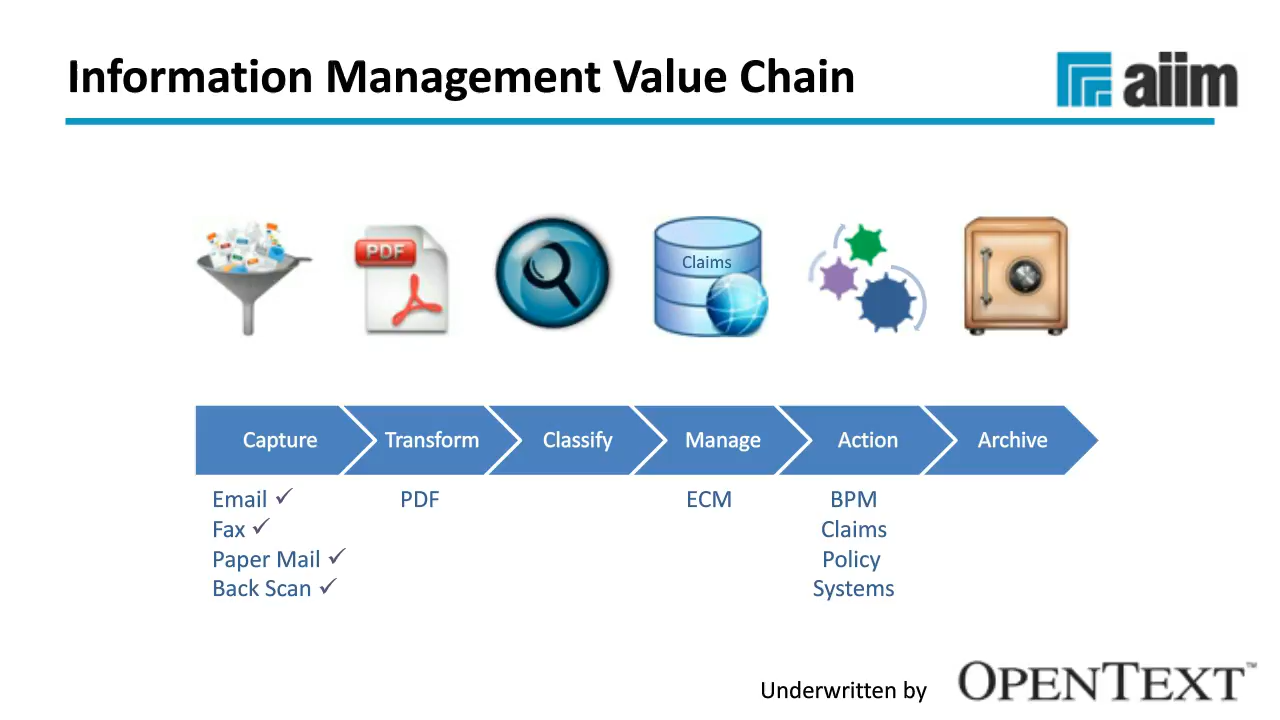 Information Management Value Chain
aiim
PDF
Claims
Capture
Transform
Classify
Manage
Action
Archive
Email ✓
Fax ✓
Paper Mail ✓
Back Scan ✓
PDF
ECM
BPM
Claims
Policy
Systems
Underwritten by
OPENTEXT™